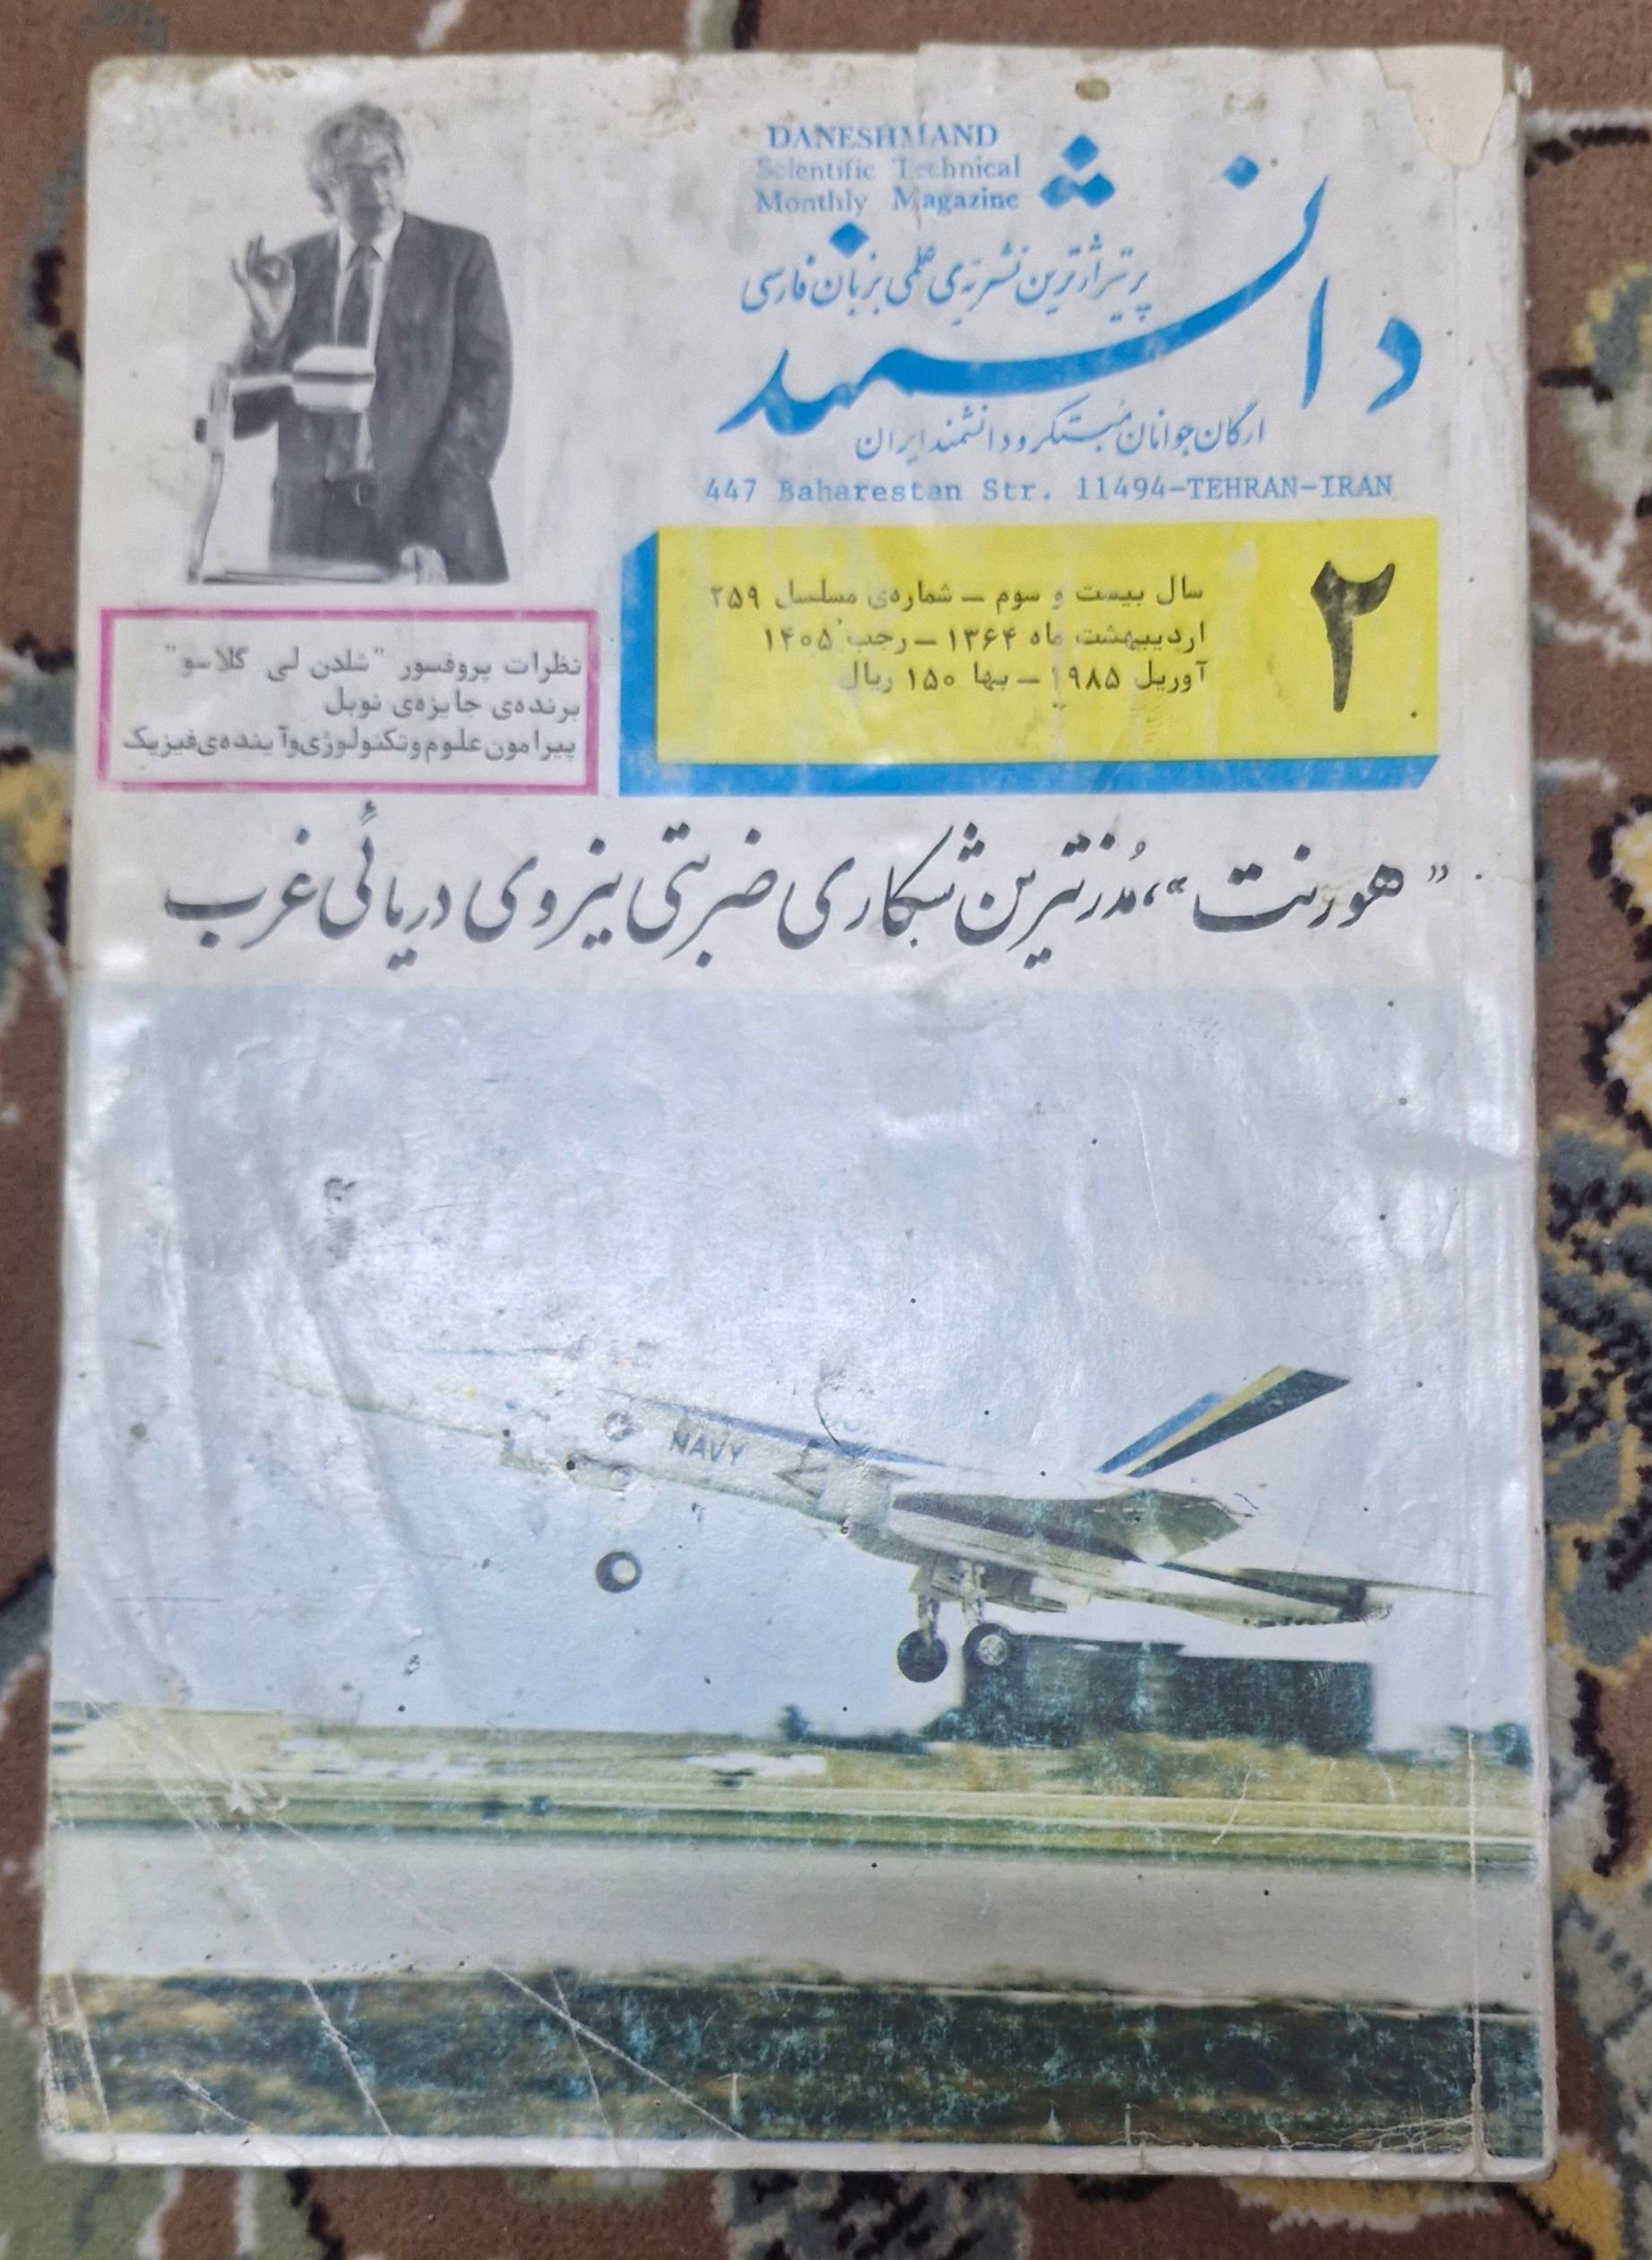 DANESHMAND
Scientific Technical
Monthly Magazine
پرتیراژترین نشریه‌ی علمی بزبان فارسی
دانشمند
ارگان جوانان مبتکر و دانشمند ایران
447 Baharestan Str. 11494-TEHRAN-IRAN
۲
سال بیست و سوم – شماره‌ی مسلسل ۲۵۹
اردیبهشت ماه ۱۳۶۴ – رجب ۱۴۰۵
آوریل ۱۹۸۵ – بها ۱۵۰ ریال
نظرات پروفسور "شلدن لی گلاسو"
برنده‌ی جایزه‌ی نوبل
پیرامون علوم و تکنولوژی و آینده‌ی فیزیک
"هورنت"، مُدرنترین شکاری ضربتی نیروی دریائی غرب
NAVY